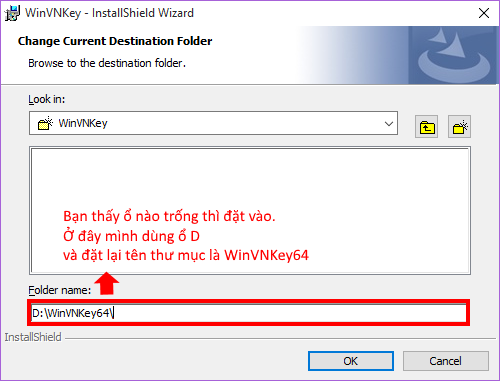 WinVNKey - InstallShield Wizard
Change Current Destination Folder
Browse to the destination folder.
Look in:
WinVNKey
Bạn thấy ổ nào trống thì đặt vào.
Ở đây mình dùng ổ D
và đặt lại tên thư mục là WinVNKey64
Folder name:
D:\WinVNKey64\
InstallShield
OK
Cancel